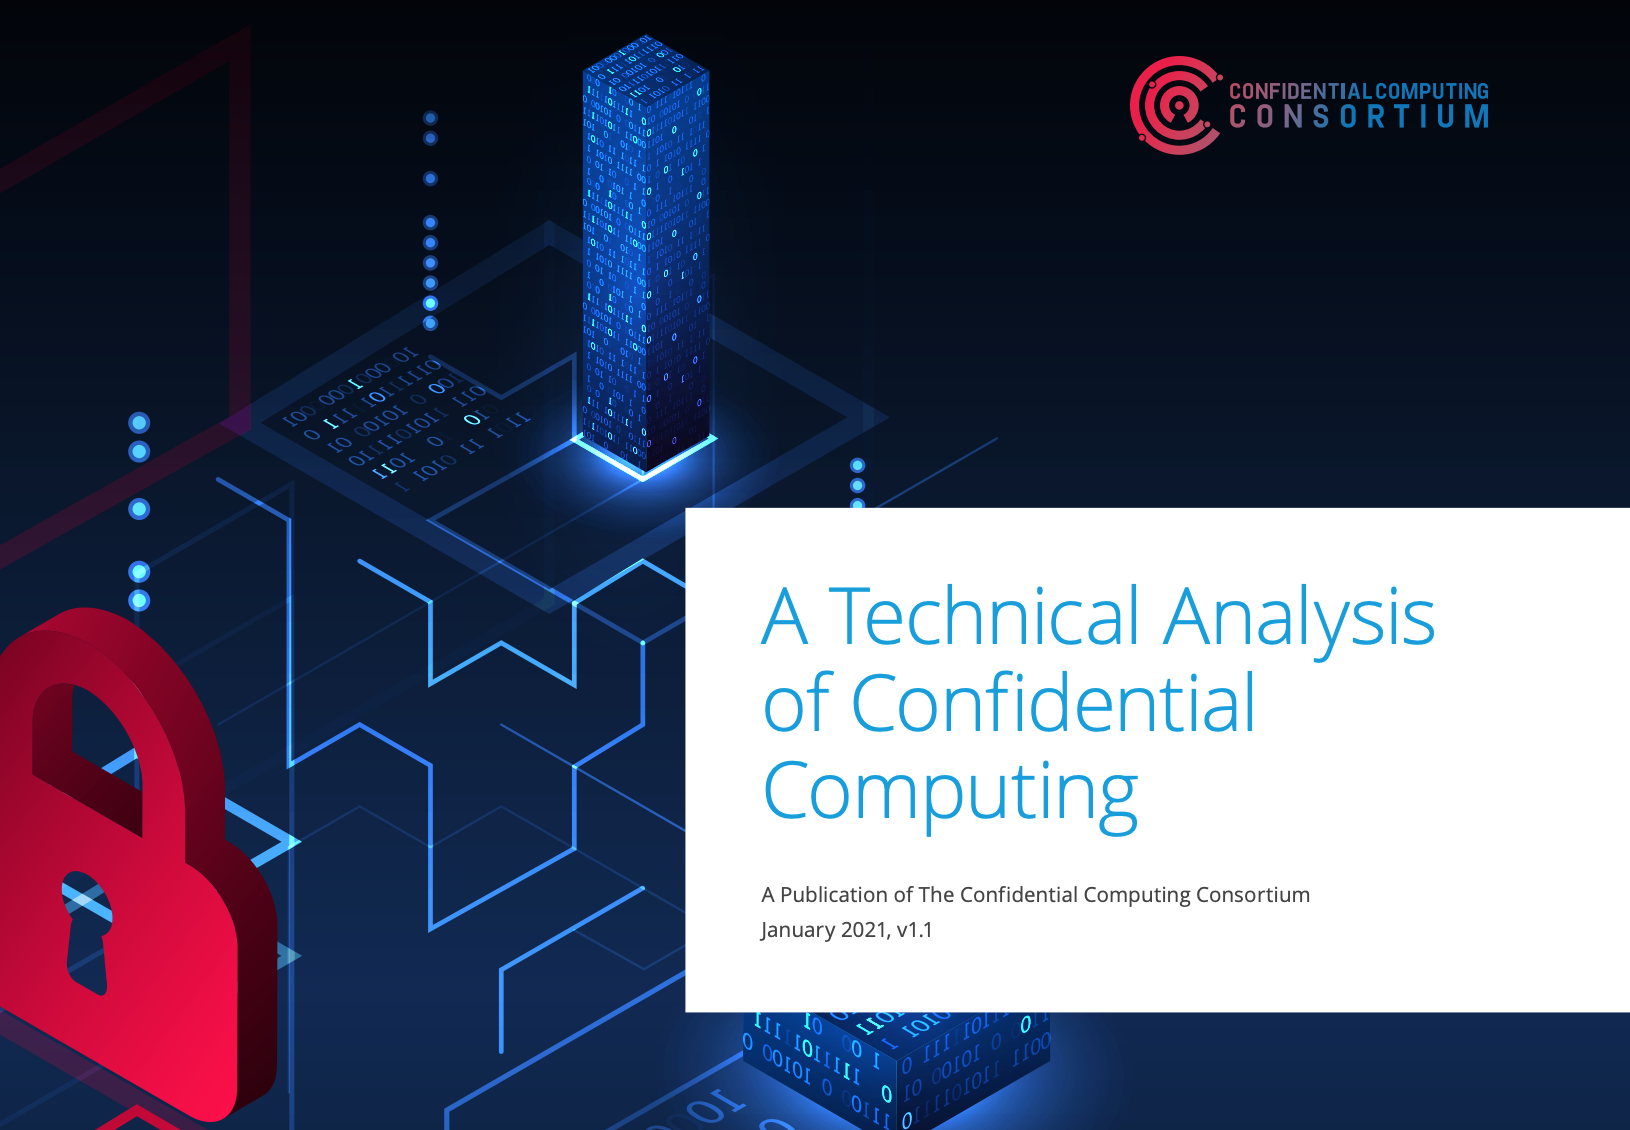 CONFIDENTIAL COMPUTING
CONSORTIUM
A Technical Analysis
of Confidential
Computing
A Publication of The Confidential Computing Consortium
January 2021, v1.1